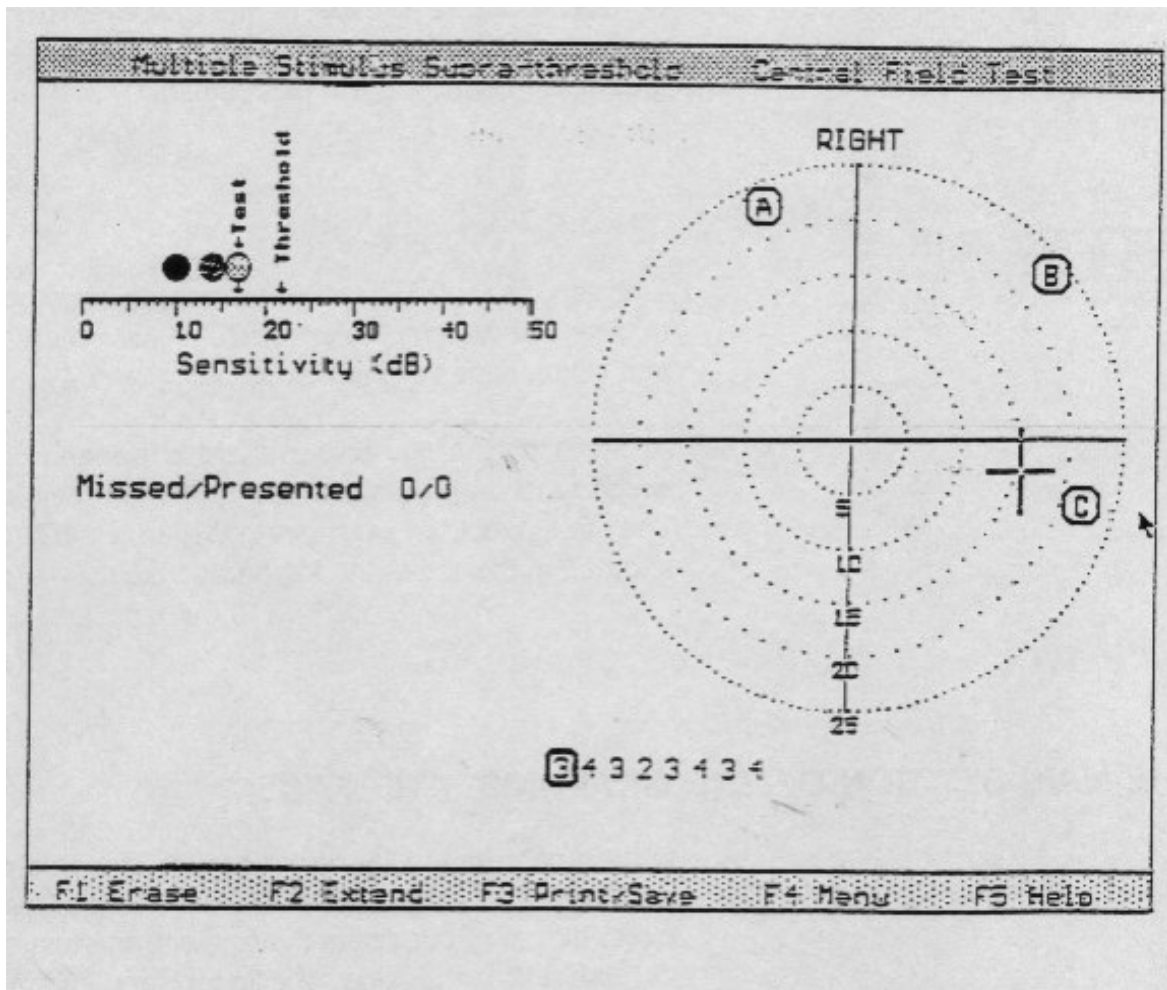 Multiple Stimulus Supra-threshold Central Field Test
RIGHT
Test
Threshold
A
B
0 10 20 30 40 50
Sensitivity (dB)
Missed/Presented 0/0
C
5
10
15
20
25
3 4 3 2 3 4 3 4
F1 Erase F2 Extend F3 Print/Save F4 Menu F5 Help